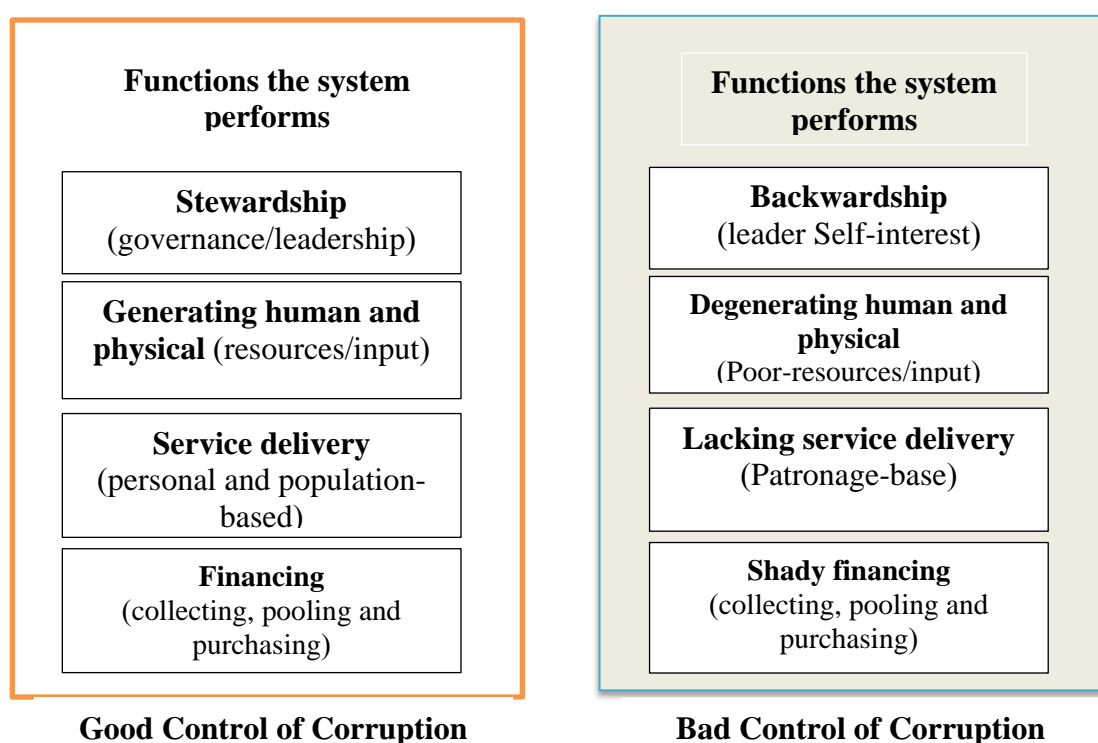 Functions the system
performs
Stewardship
(governance/leadership)
Generating human and
physical (resources/input)
Service delivery
(personal and population-
based)
Financing
(collecting, pooling and
purchasing)
Good Control of Corruption
Functions the system
performs
Backwardship
(leader Self-interest)
Degenerating human and
physical
(Poor-resources/input)
Lacking service delivery
(Patronage-base)
Shady financing
(collecting, pooling and
purchasing)
Bad Control of Corruption